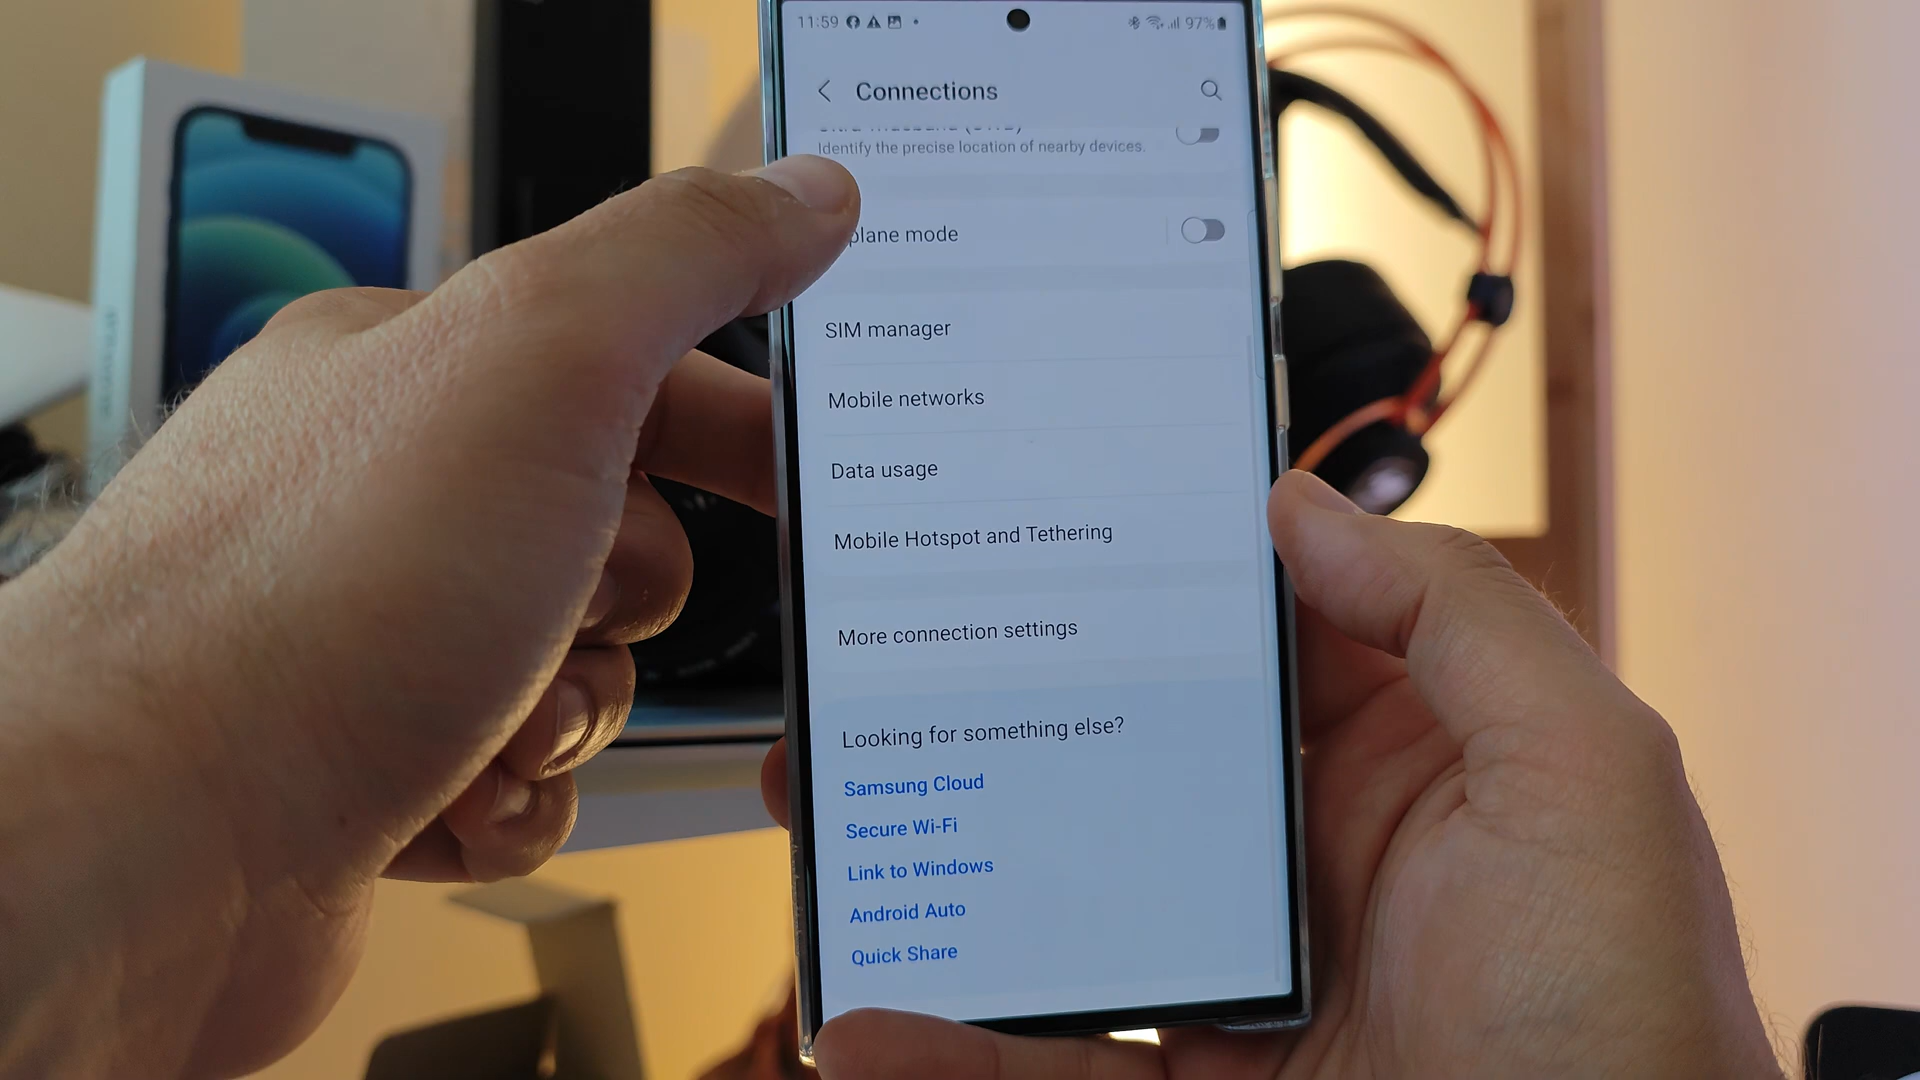 11:59
97%
Connections
Identify the precise location of nearby devices.
plane mode
SIM manager
Mobile networks
Data usage
Mobile Hotspot and Tethering
More connection settings
Looking for something else?
Samsung Cloud
Secure Wi-Fi
Link to Windows
Android Auto
Quick Share